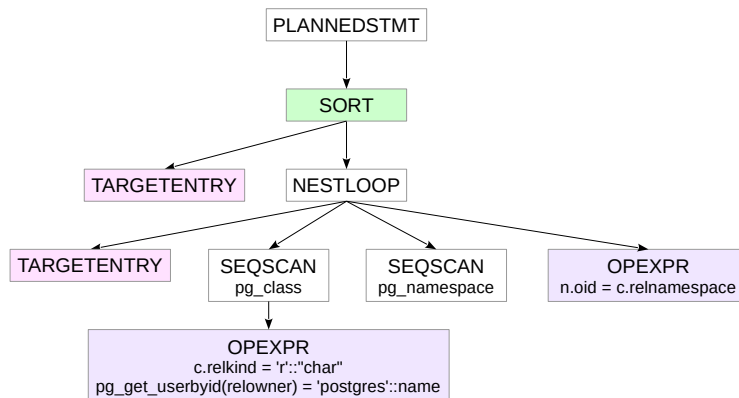 PLANNEDSTMT
SORT
TARGETENTRY
NESTLOOP
TARGETENTRY
SEQSCAN
pg_class
SEQSCAN
pg_namespace
OPEXPR
n.oid = c.relnamespace
OPEXPR
c.relkind = 'r'::"char"
pg_get_userbyid(relowner) = 'postgres'::name